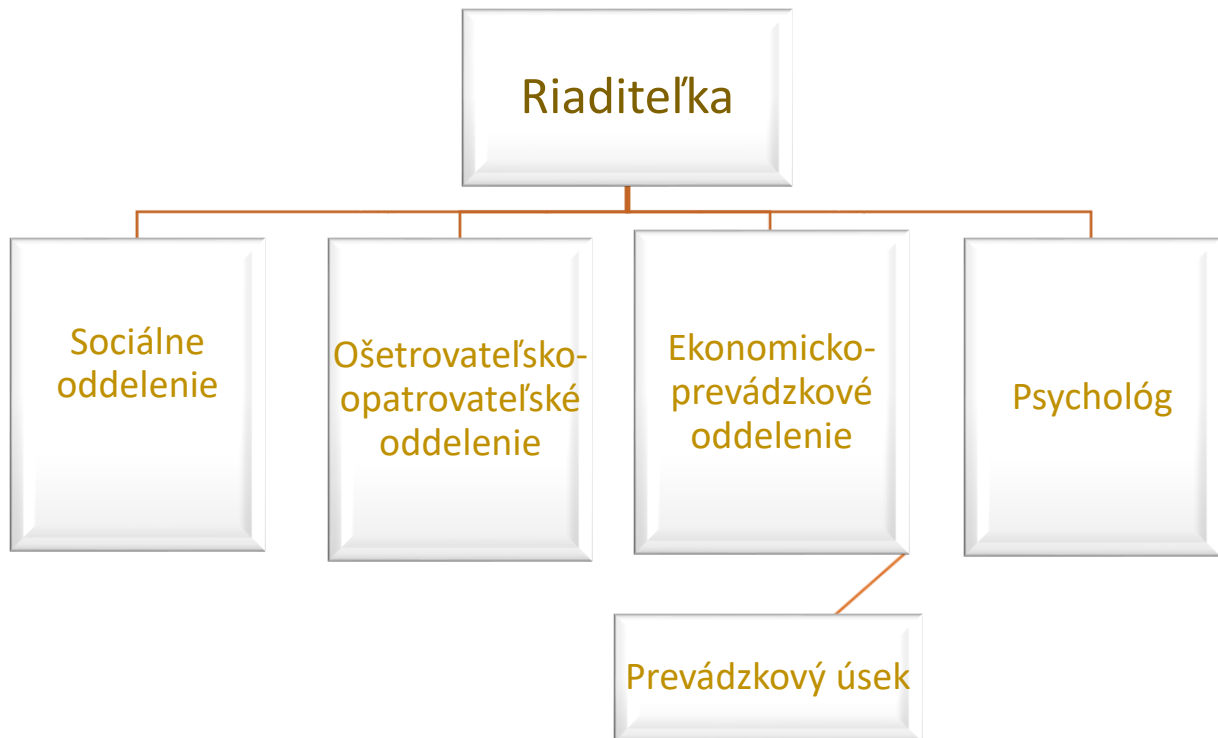 Riaditeľka
Sociálne
oddelenie
Ošetrovateľsko-
opatrovateľské
oddelenie
Ekonomicko-
prevádzkové
oddelenie
Psychológ
Prevádzkový úsek